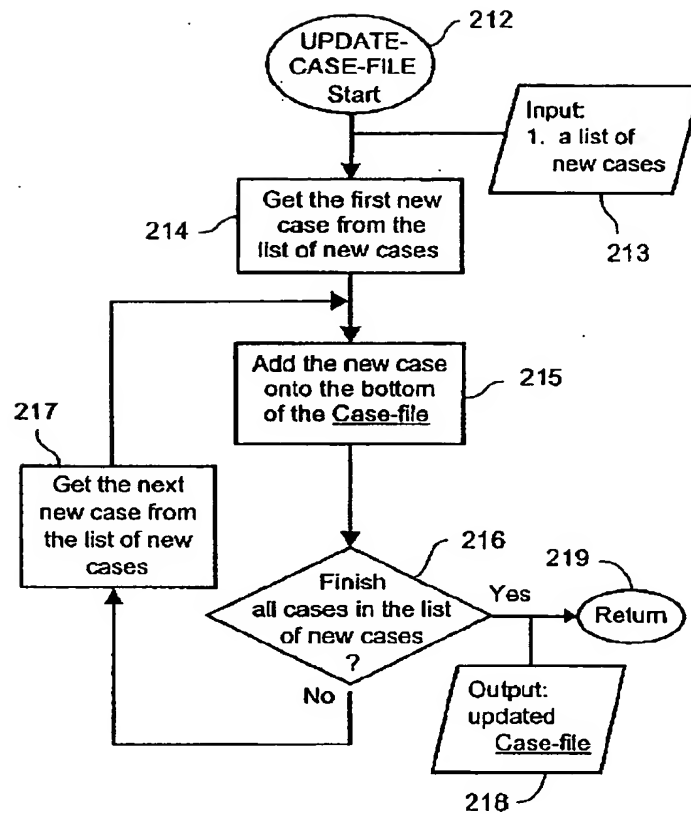 212
UPDATE-
CASE-FILE
Start
Input:
1. a list of
new cases
213
214
Get the first new
case from the
list of new cases
Add the new case
onto the bottom
of the Case-file
215
217
Get the next
new case from
the list of new
cases
216
Finish
all cases in the list
of new cases
?
Yes
No
219
Return
Output:
updated
Case-file
218